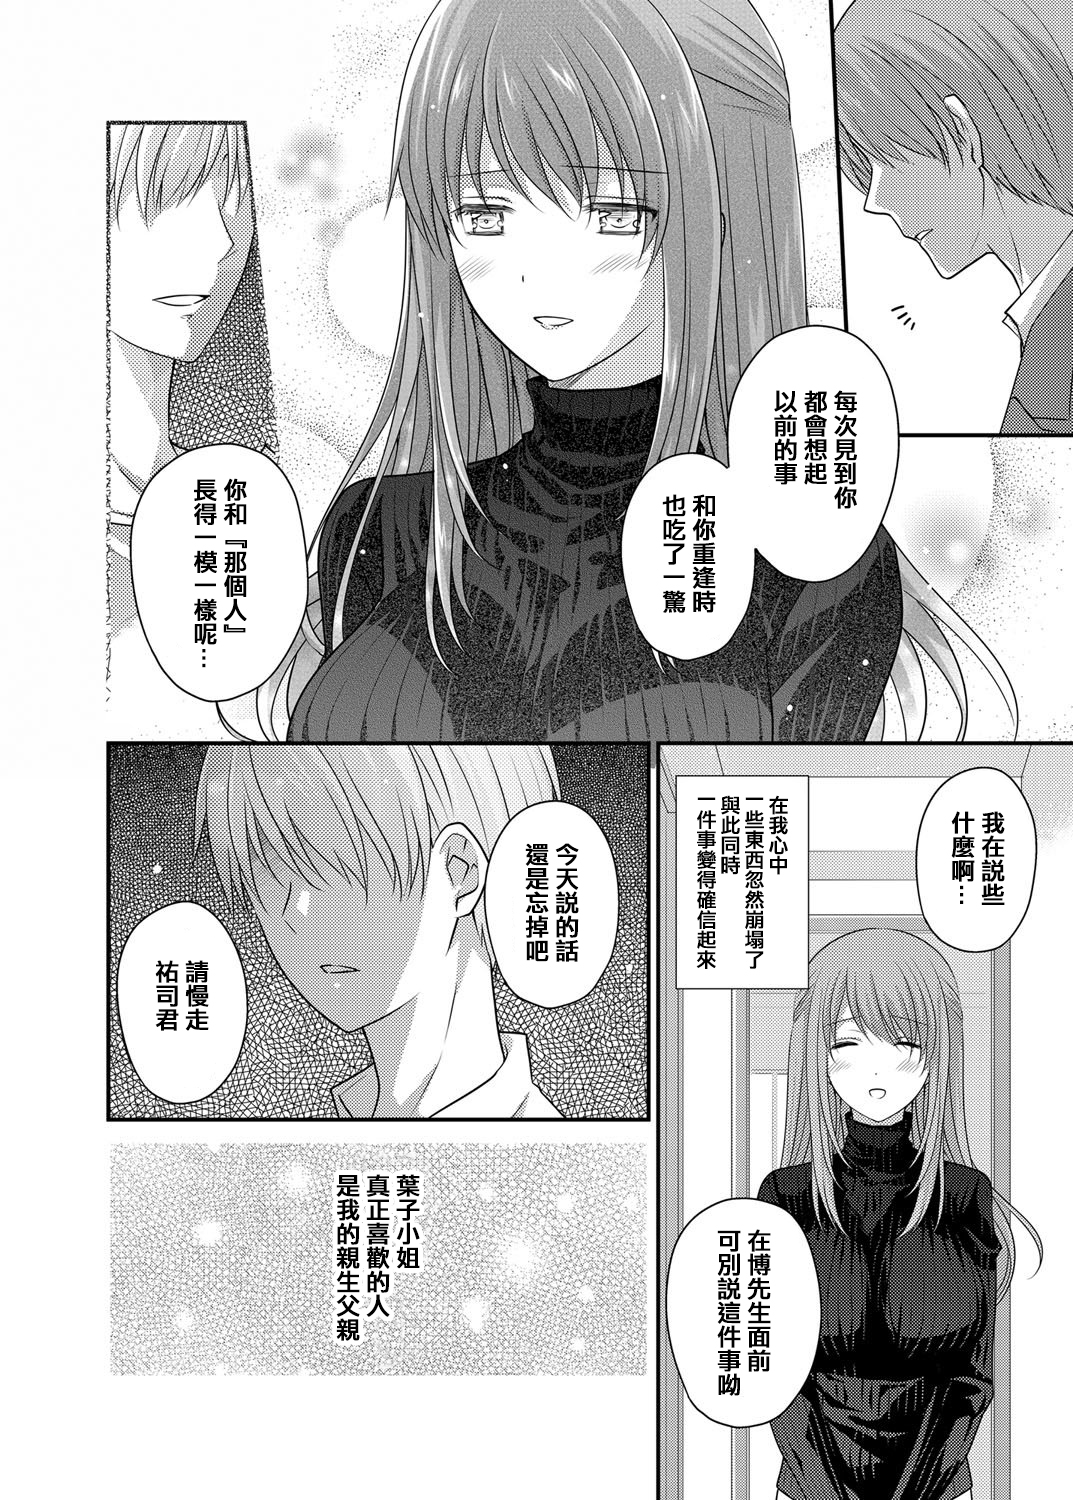 每次見到你
都會想起
以前的事
和你重逢時
也吃了一驚
你和『那個人』
長得一模一樣呢…
我在説些
什麼啊…
在我心中
一些東西忽然崩塌了
與此同時
一件事變得確信起來
在博先生面前
可別説這件事呦
今天説的話
還是忘掉吧
請慢走
祐司君
葉子小姐
真正喜歡的人
是我的親生父親